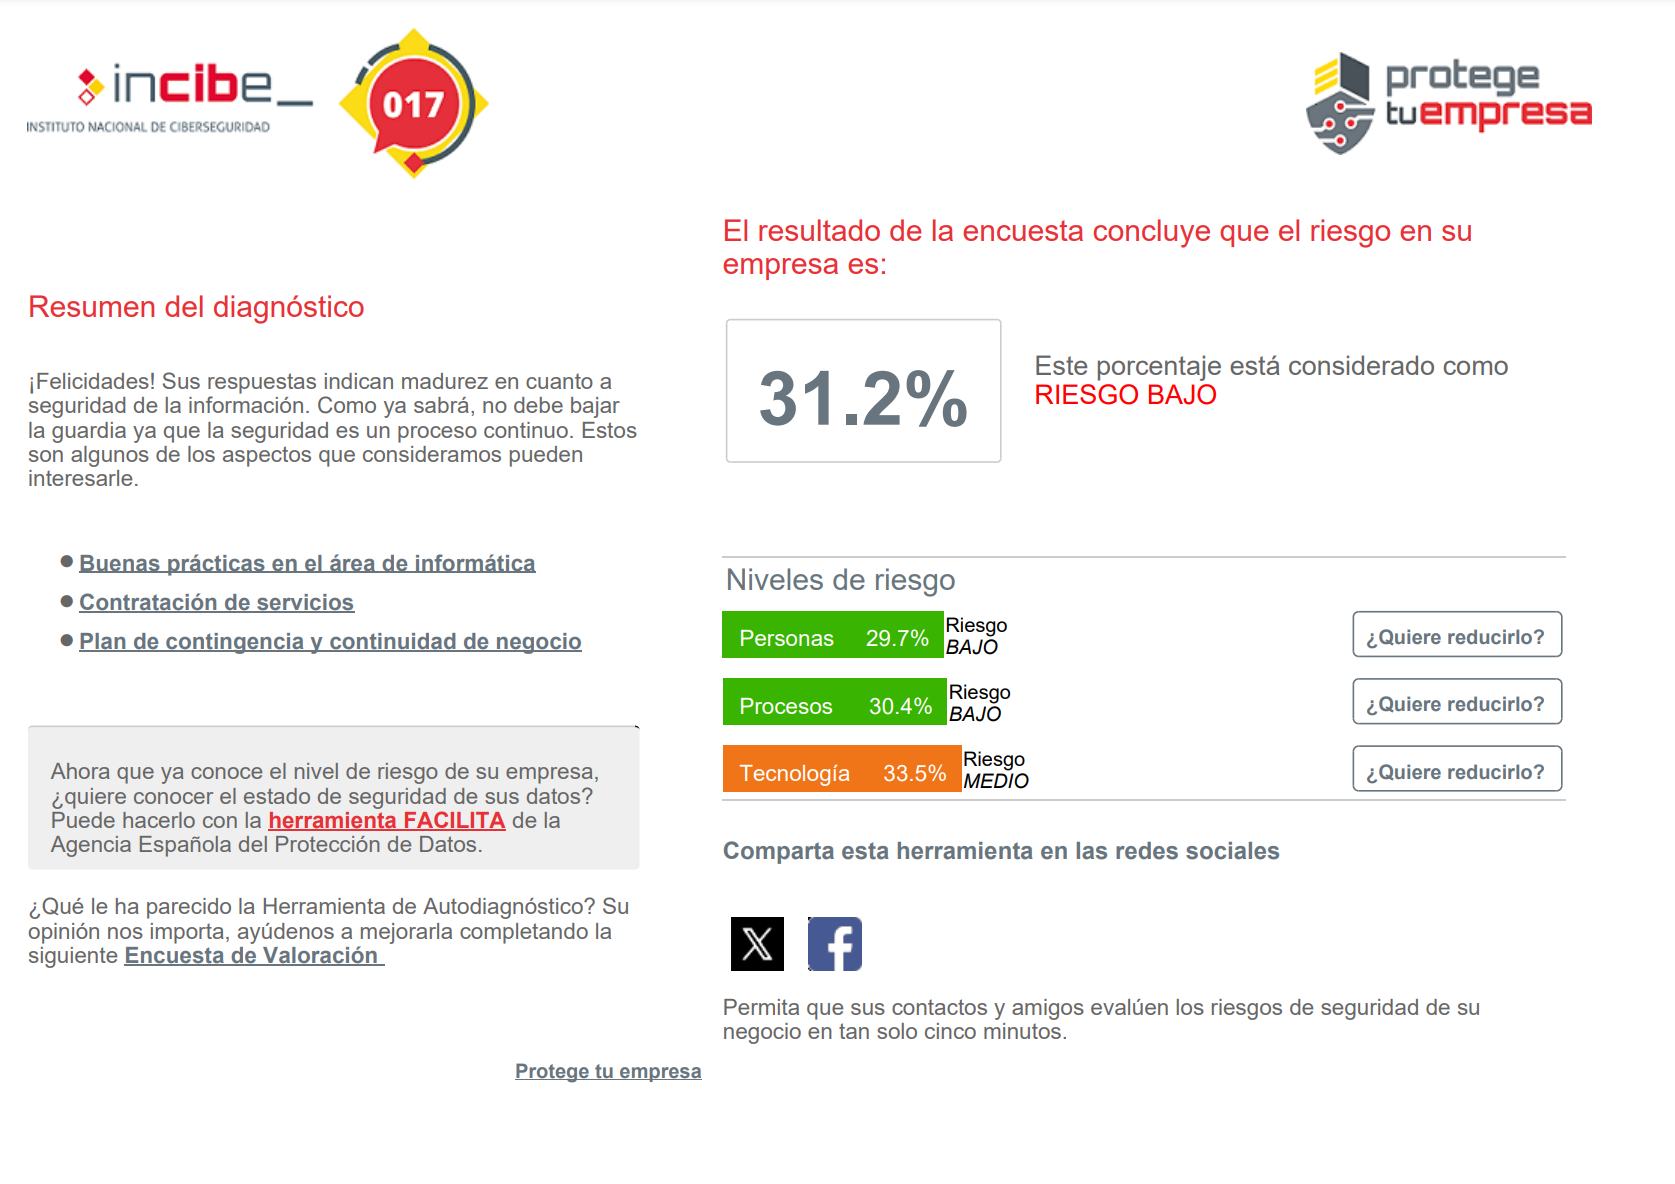 incibe_
INSTITUTO NACIONAL DE CIBERSEGURIDAD
017
protege
tuempresa
Resumen del diagnóstico
¡Felicidades! Sus respuestas indican madurez en cuanto a
seguridad de la información. Como ya sabrá, no debe bajar
la guardia ya que la seguridad es un proceso continuo. Estos
son algunos de los aspectos que consideramos pueden
interesarle.
Buenas prácticas en el área de informática
Contratación de servicios
Plan de contingencia y continuidad de negocio
Ahora que ya conoce el nivel de riesgo de su empresa,
¿quiere conocer el estado de seguridad de sus datos?
Puede hacerlo con la herramienta FACILITA de la
Agencia Española del Protección de Datos.
¿Qué le ha parecido la Herramienta de Autodiagnóstico? Su
opinión nos importa, ayúdenos a mejorarla completando la
siguiente Encuesta de Valoración
El resultado de la encuesta concluye que el riesgo en su
empresa es:
31.2%
Este porcentaje está considerado como
RIESGO BAJO
Niveles de riesgo
Personas 29.7% Riesgo
BAJO
¿Quiere reducirlo?
Procesos 30.4% Riesgo
BAJO
¿Quiere reducirlo?
Tecnología 33.5% Riesgo
MEDIO
¿Quiere reducirlo?
Comparta esta herramienta en las redes sociales
Permita que sus contactos y amigos evalúen los riesgos de seguridad de su
negocio en tan solo cinco minutos.
Protege tu empresa